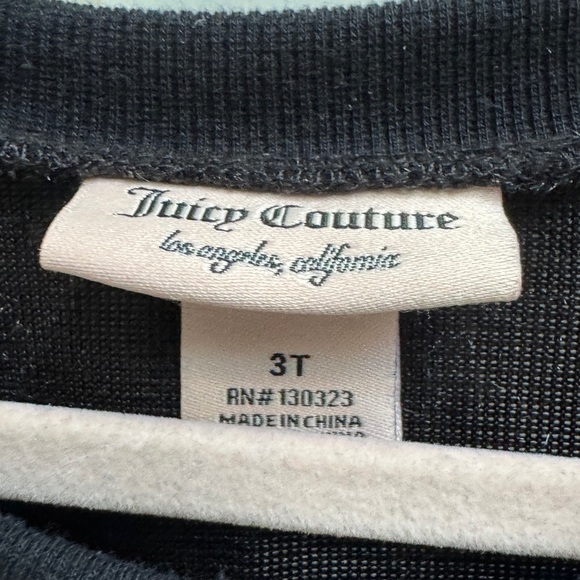 Juicy Couture
los angeles, california
3T
RN# 130323
MADE IN CHINA